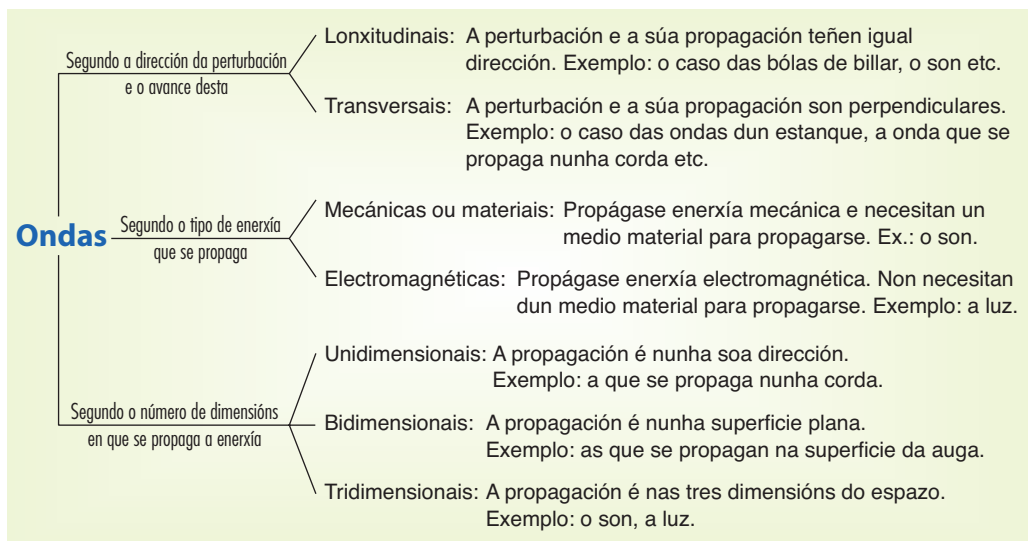 Ondas
Segundo a dirección da perturbación
e o avance desta
Lonxitudinais: A perturbación e a súa propagación teñen igual
dirección. Exemplo: o caso das bólas de billar, o son etc.
Transversais: A perturbación e a súa propagación son perpendiculares.
Exemplo: o caso das ondas dun estanque, a onda que se
propaga nunha corda etc.
Segundo o tipo de enerxía
que se propaga
Mecánicas ou materiais: Propágase enerxía mecánica e necesitan un
medio material para propagarse. Ex.: o son.
Electromagnéticas: Propágase enerxía electromagnética. Non necesitan
dun medio material para propagarse. Exemplo: a luz.
Segundo o número de dimensións
en que se propaga a enerxía
Unidimensionais: A propagación é nunha soa dirección.
Exemplo: a que se propaga nunha corda.
Bidimensionais: A propagación é nunha superficie plana.
Exemplo: as que se propagan na superficie da auga.
Tridimensionais: A propagación é nas tres dimensións do espazo.
Exemplo: o son, a luz.